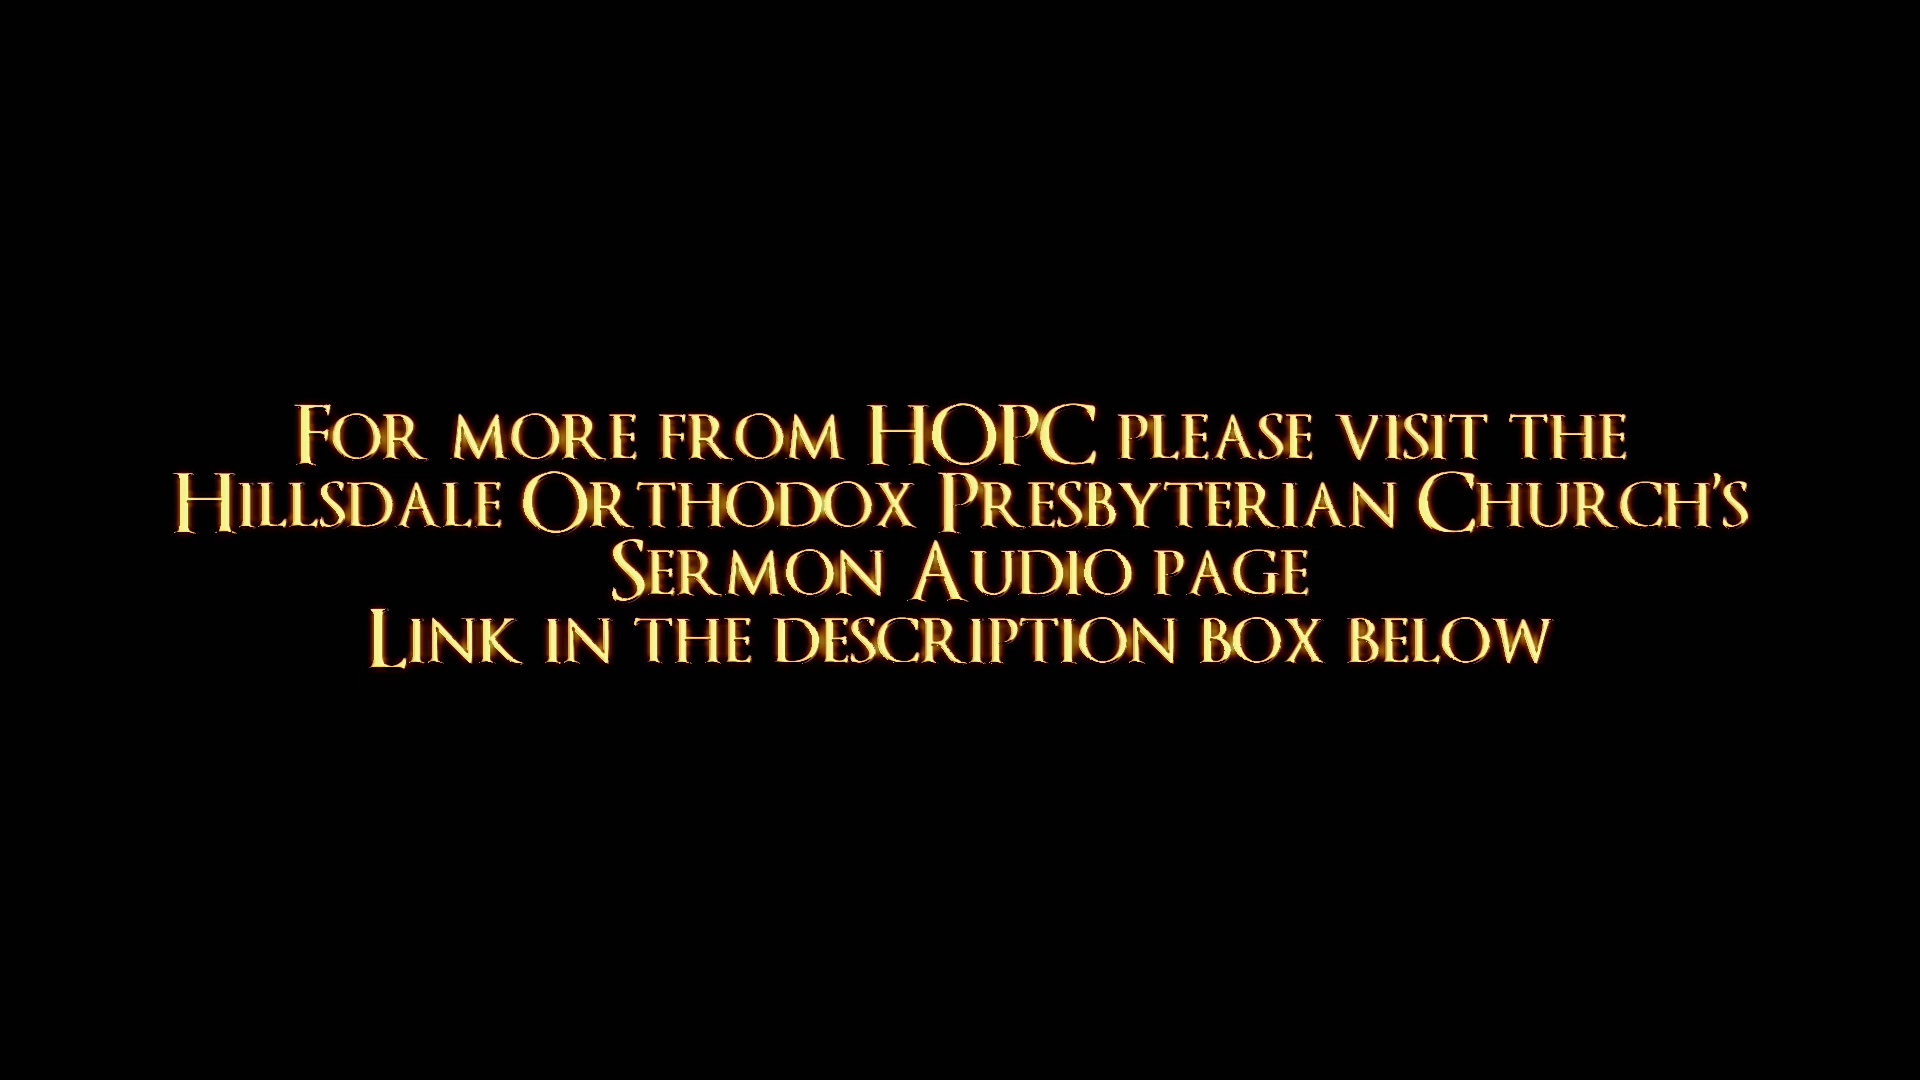 For more from HOPC please visit the
Hillsdale Orthodox Presbyterian Church's
Sermon Audio page
Link in the description box below